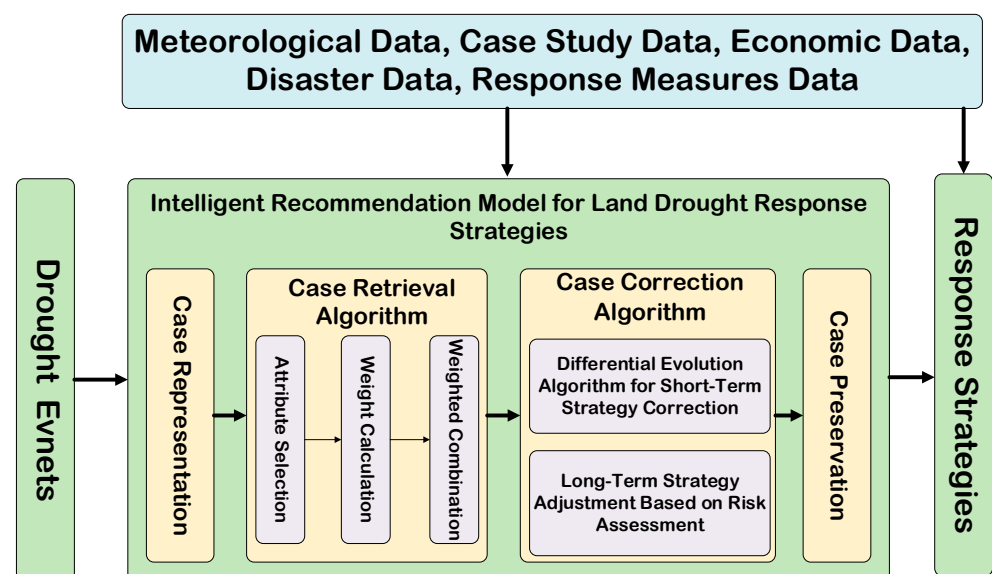 Meteorological Data, Case Study Data, Economic Data,
Disaster Data, Response Measures Data
Drought Evnets
Intelligent Recommendation Model for Land Drought Response
Strategies
Case Representation
Case Retrieval
Algorithm
Attribute Selection
Weight Calculation
Weighted Combination
Case Correction
Algorithm
Differential Evolution
Algorithm for Short-Term
Strategy Correction
Long-Term Strategy
Adjustment Based on Risk
Assessment
Case Preservation
Response Strategies